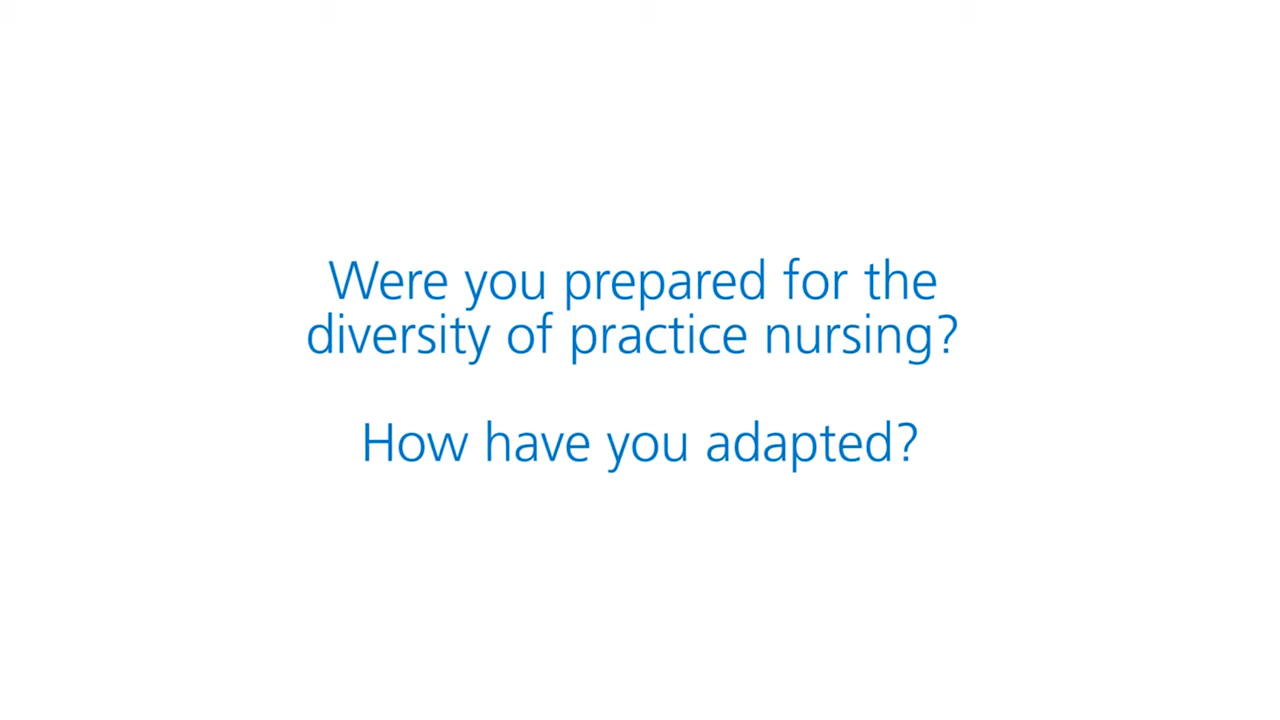 Were you prepared for the
diversity of practice nursing?
How have you adapted?